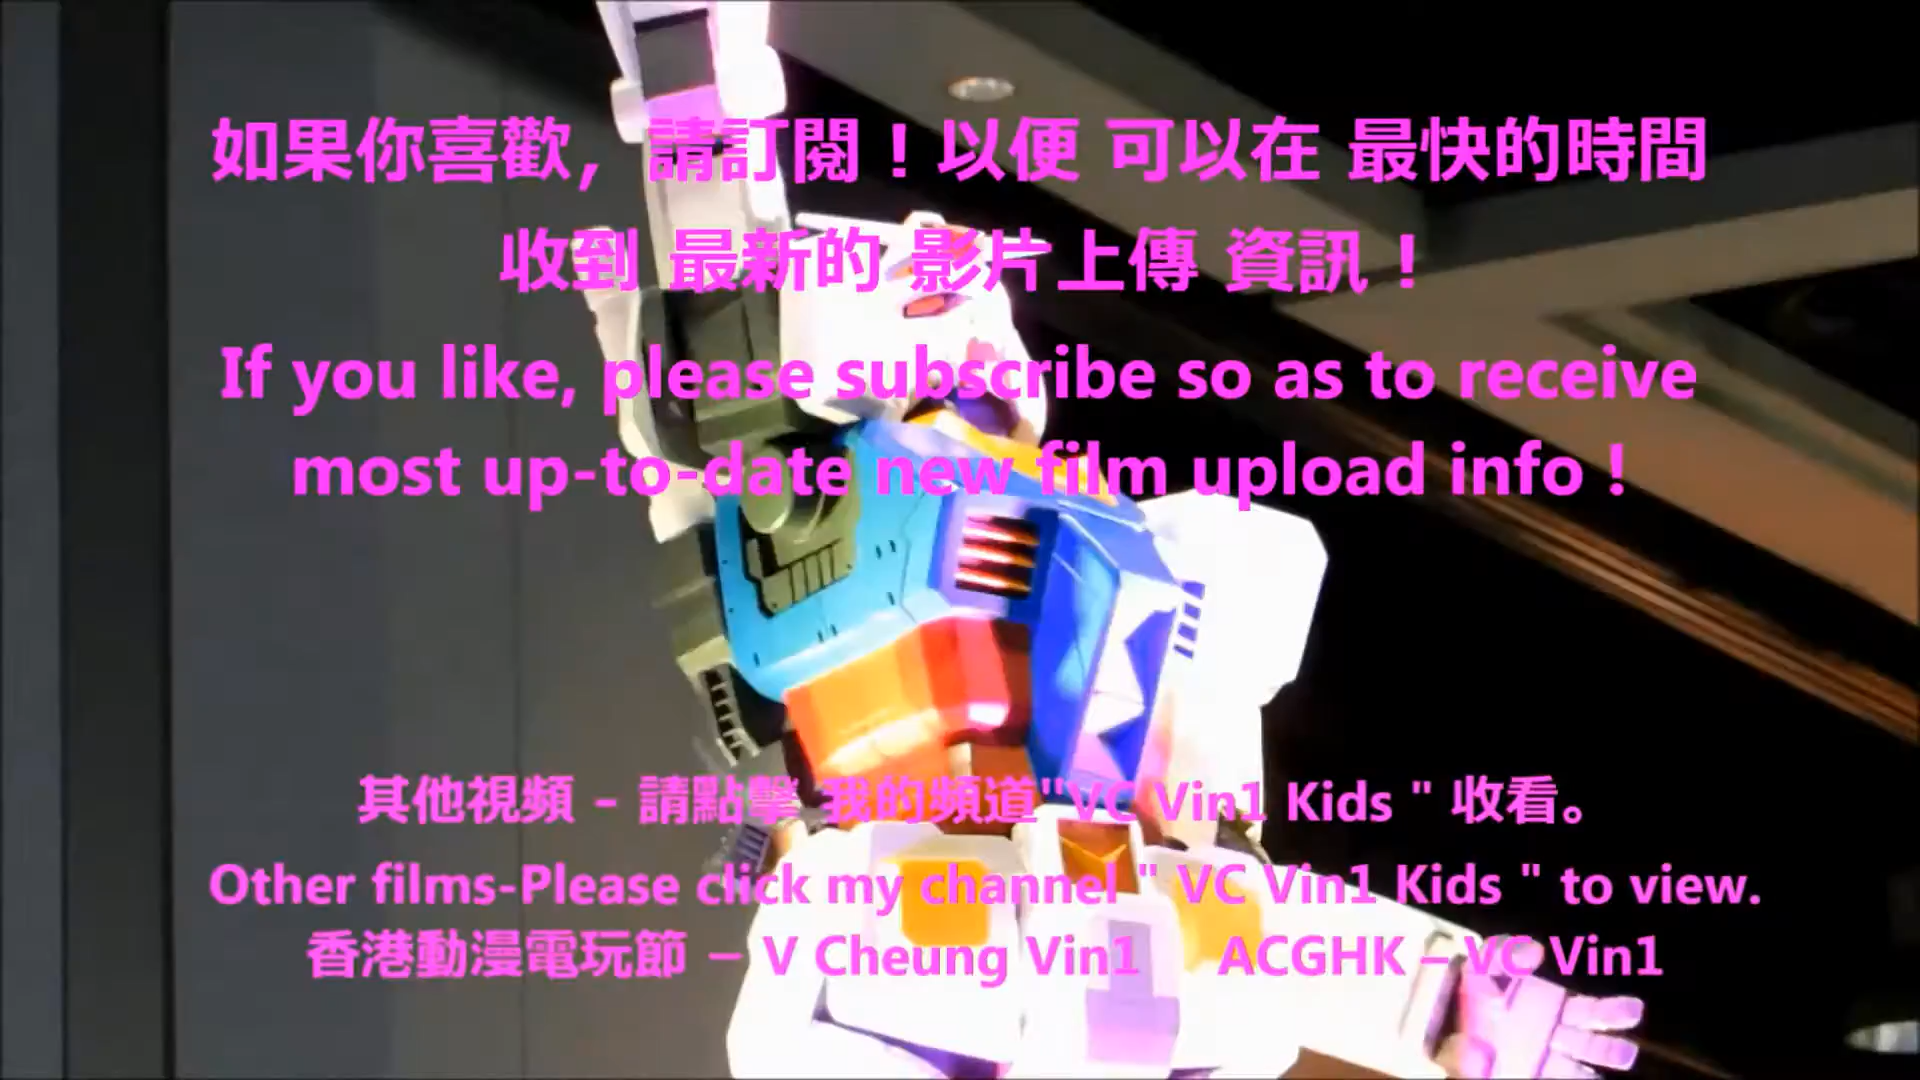 如果你喜歡，請訂閱！以便 可以在 最快的時間
收到 最新的 影片上傳 資訊！
If you like, please subscribe so as to receive
most up-to-date new film upload info !
其他視頻 - 請點擊 我的頻道"VC Vin1 Kids " 收看。
Other films-Please click my channel " VC Vin1 Kids " to view.
香港動漫電玩節 – V Cheung Vin1 ACGHK – VC Vin1